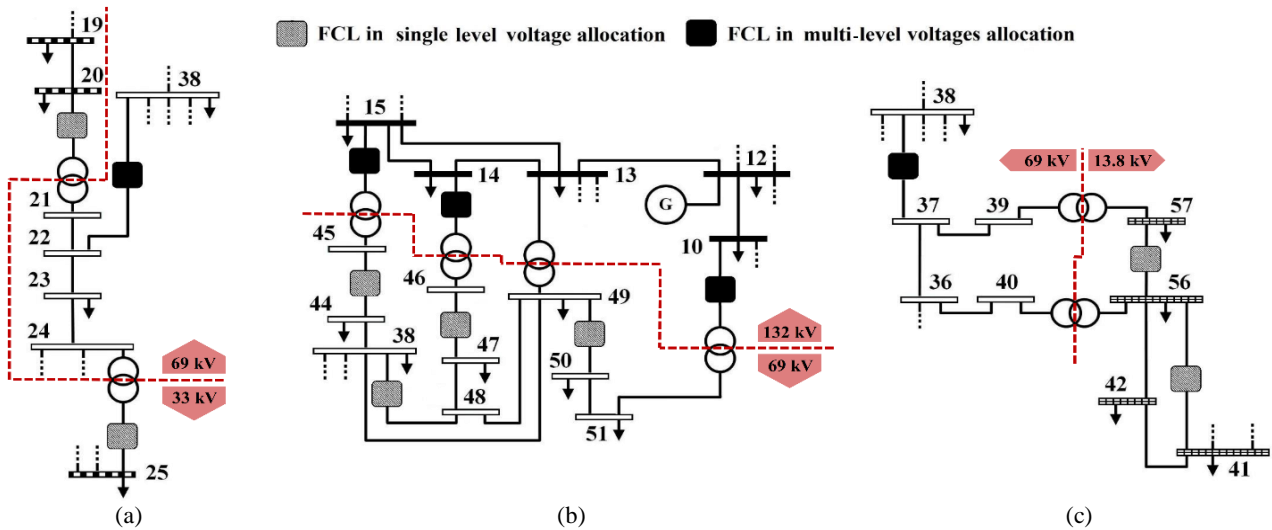 FCL in single level voltage allocation
FCL in multi-level voltages allocation
19
20
38
21
22
23
24
69 kV
33 kV
25
(a)
15
14
13
12
G
10
45
46
49
44
38
47
50
48
51
132 kV
69 kV
(b)
38
69 kV
13.8 kV
37
39
57
36
40
56
42
41
(c)